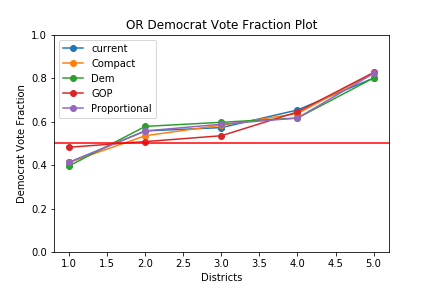 OR Democrat Vote Fraction Plot
1.0
0.8
0.6
0.4
0.2
0.0
Democrat Vote Fraction
current
Compact
Dem
GOP
Proportional
1.0 1.5 2.0 2.5 3.0 3.5 4.0 4.5 5.0
Districts